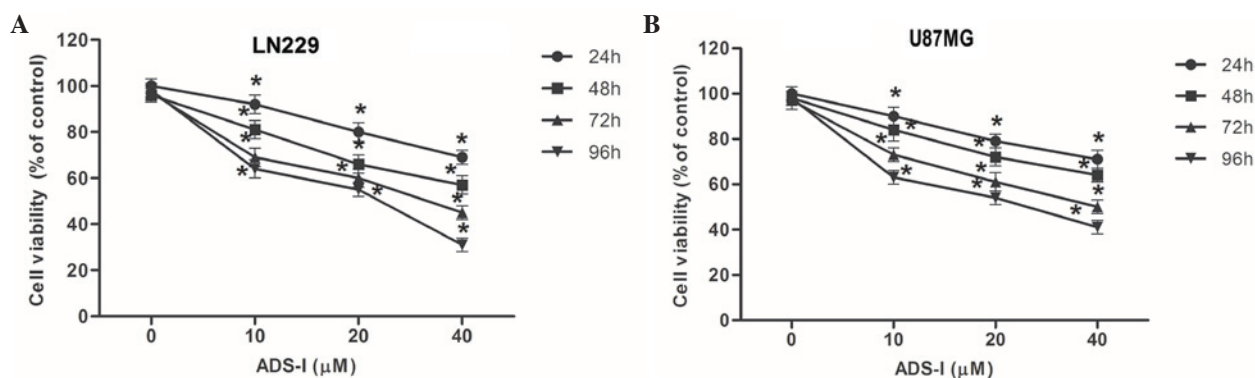 A
LN229
Cell viability (% of control)
120
100
80
60
40
20
0
0 10 20 40
ADS-I (μM)
24h
48h
72h
96h
* * * *
* * * *
* * * *
B
U87MG
Cell viability (% of control)
120
100
80
60
40
20
0
0 10 20 40
ADS-I (μM)
24h
48h
72h
96h
* * * *
* * * *
* * * *